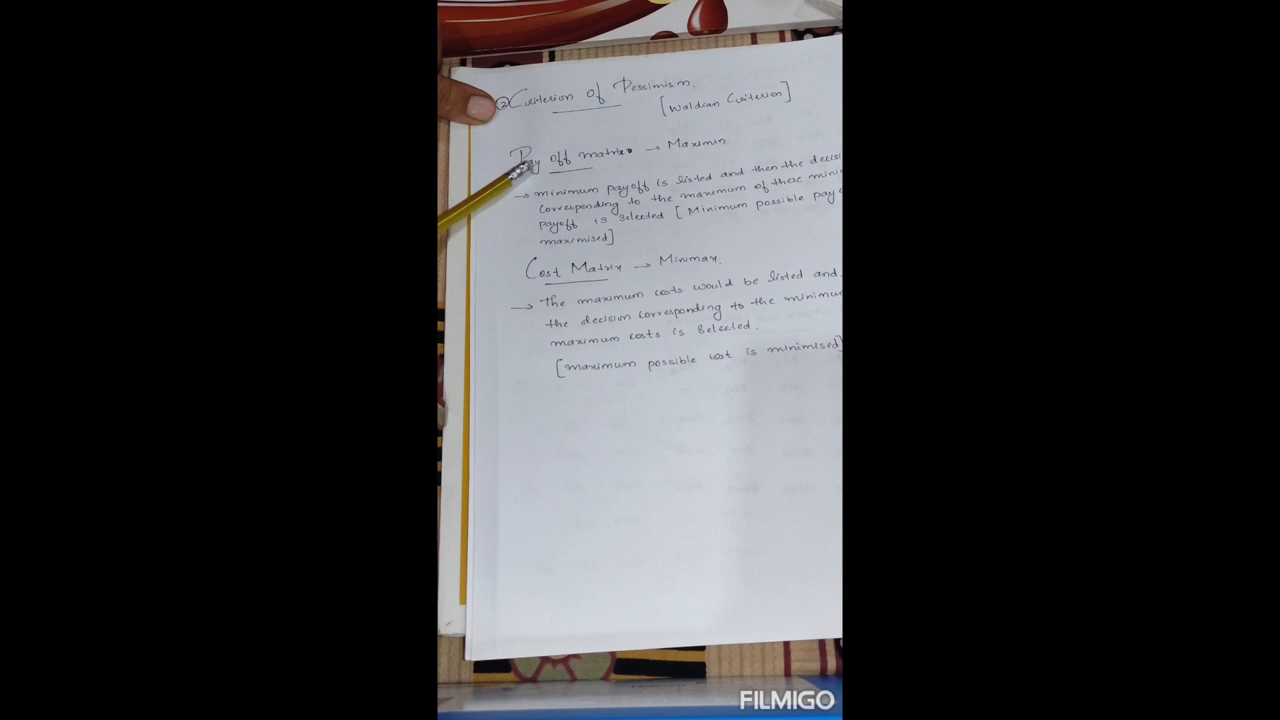 ② Criterion of Pessimism.
[Waldian Criterion]
Pay off matrix → Maximin
→ minimum payoff is listed and then the decisi
corresponding to the maximum of these mini
payoff is selected [Minimum possible pay o
maximised]
Cost Matrix → Minmax.
→ The maximum costs would be listed and
the decision corresponding to the minimum
maximum costs is selected.
[maximum possible cost is minimised]
FILMIGO